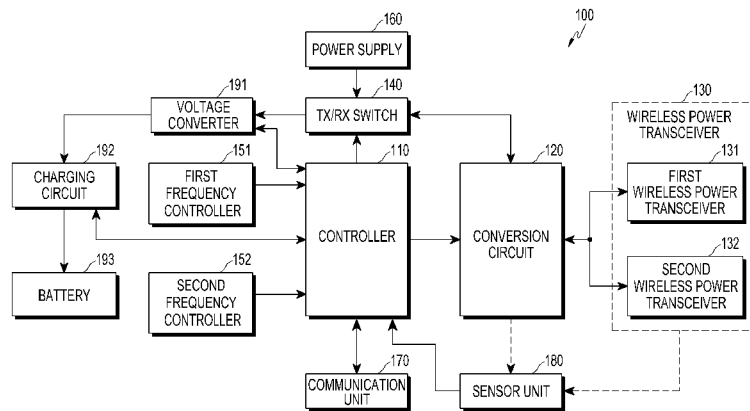 100
160
POWER SUPPLY
191
VOLTAGE
CONVERTER
140
TX/RX SWITCH
130
WIRELESS POWER
TRANSCEIVER
192
CHARGING
CIRCUIT
151
FIRST
FREQUENCY
CONTROLLER
110
CONTROLLER
120
CONVERSION
CIRCUIT
131
FIRST
WIRELESS POWER
TRANSCEIVER
193
BATTERY
152
SECOND
FREQUENCY
CONTROLLER
132
SECOND
WIRELESS POWER
TRANSCEIVER
170
COMMUNICATION
UNIT
180
SENSOR UNIT